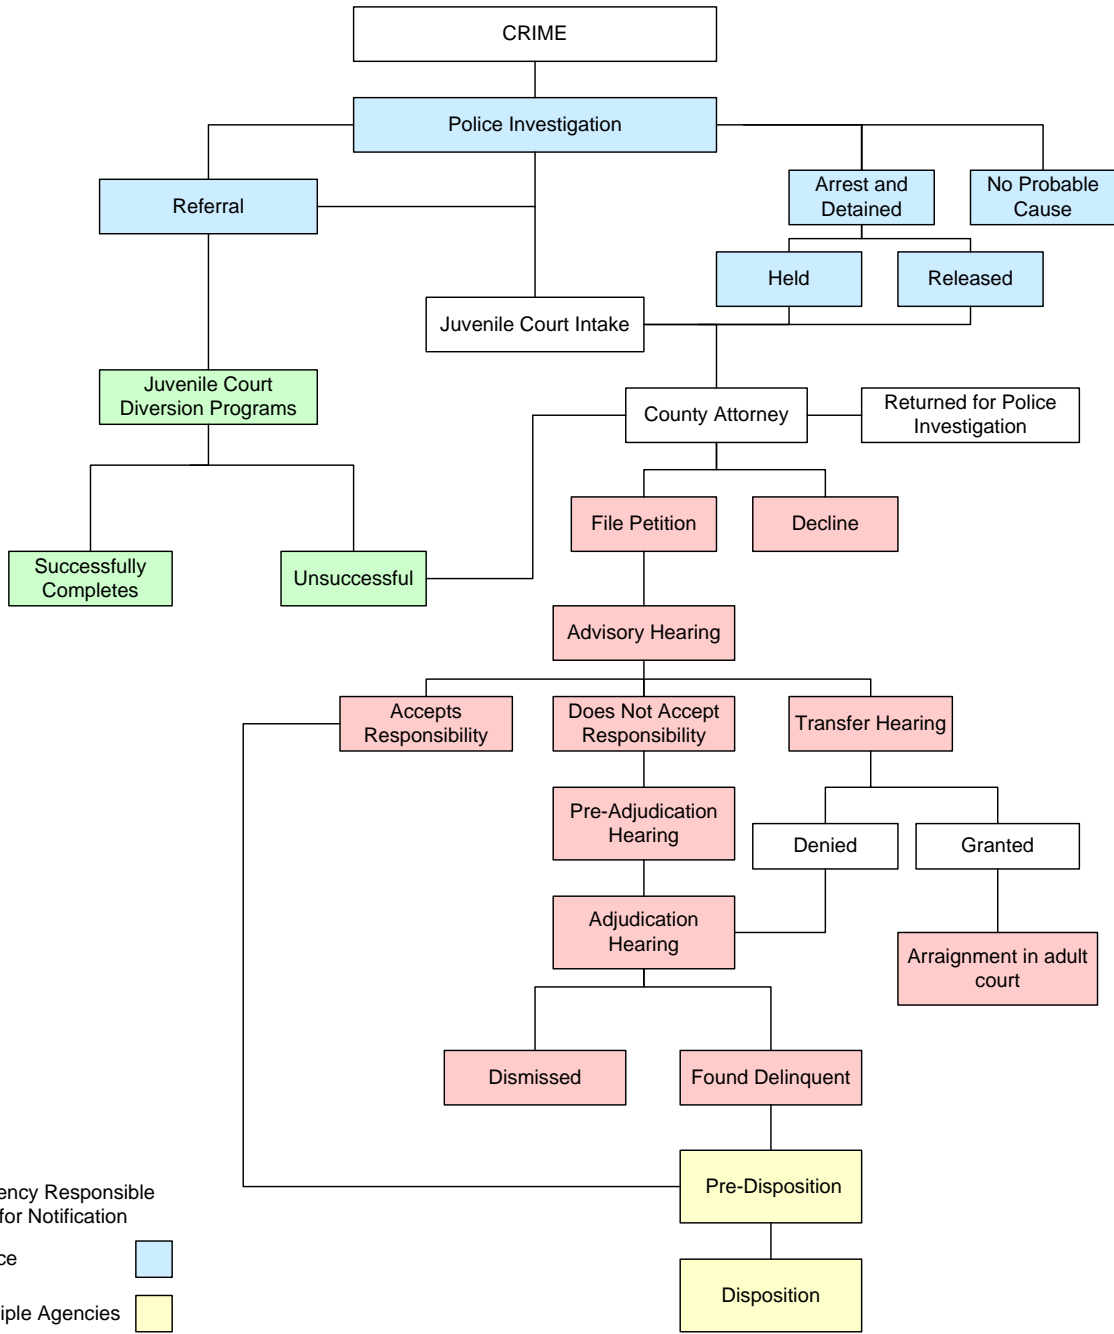 CRIME
Police Investigation
Referral
Arrest and
Detained
No Probable
Cause
Held
Released
Juvenile Court Intake
Juvenile Court
Diversion Programs
County Attorney
Returned for Police
Investigation
File Petition
Decline
Successfully
Completes
Unsuccessful
Advisory Hearing
Accepts
Responsibility
Does Not Accept
Responsibility
Transfer Hearing
Pre-Adjudication
Hearing
Denied
Granted
Adjudication
Hearing
Arraignment in adult
court
Dismissed
Found Delinquent
Pre-Disposition
Disposition
ency Responsible
for Notification
ce
iple Agencies